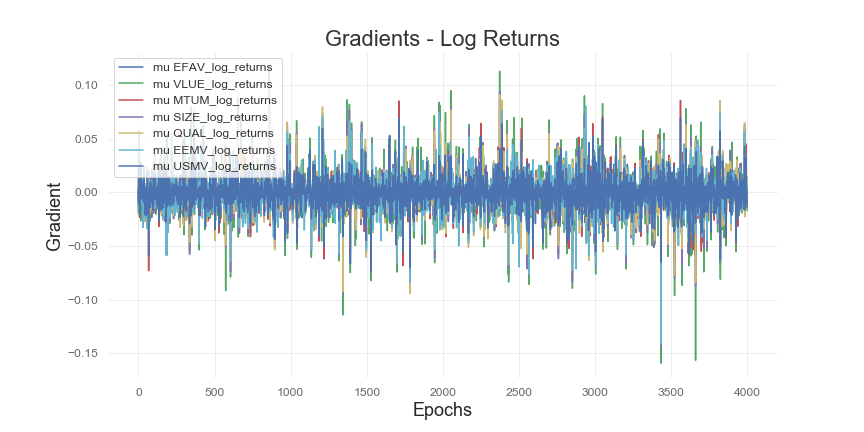 Gradients - Log Returns
mu EFAV_log_returns
mu VLUE_log_returns
mu MTUM_log_returns
mu SIZE_log_returns
mu QUAL_log_returns
mu EEMV_log_returns
mu USMV_log_returns
0.10
0.05
0.00
−0.05
−0.10
−0.15
Gradient
0 500 1000 1500 2000 2500 3000 3500 4000
Epochs